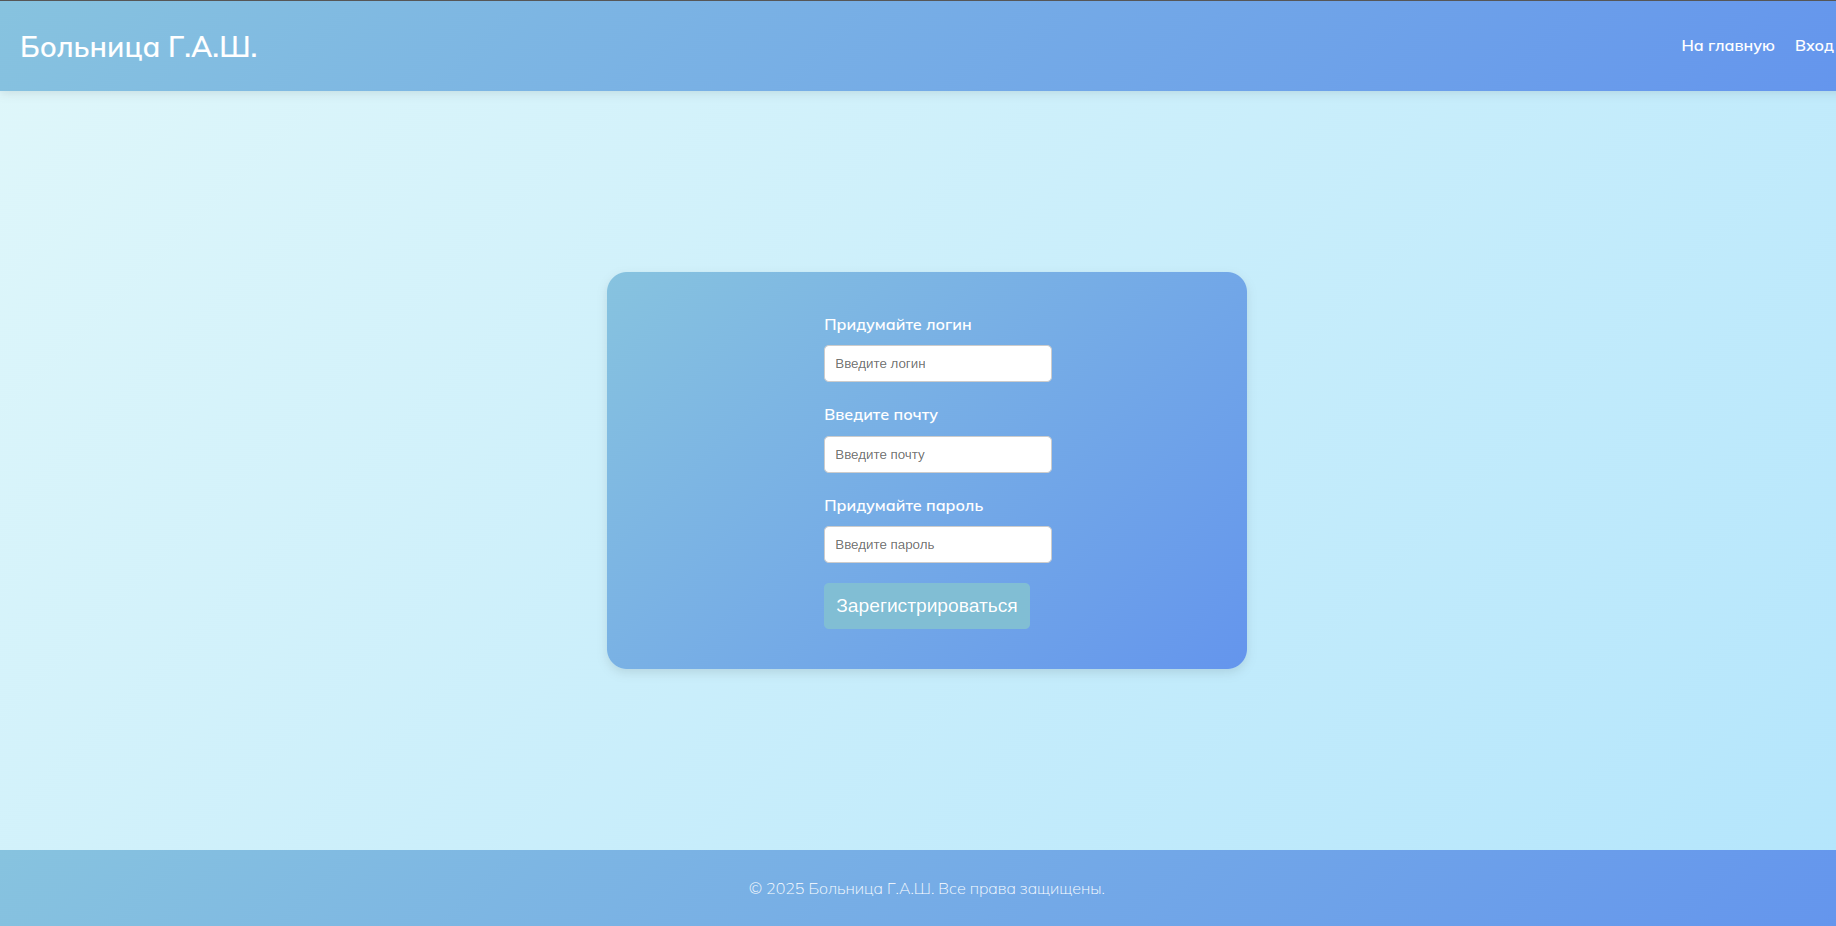 Больница Г.А.Ш.
На главную Вход
Придумайте логин
Введите логин
Введите почту
Введите почту
Придумайте пароль
Введите пароль
Зарегистрироваться
© 2025 Больница Г.А.Ш. Все права защищены.